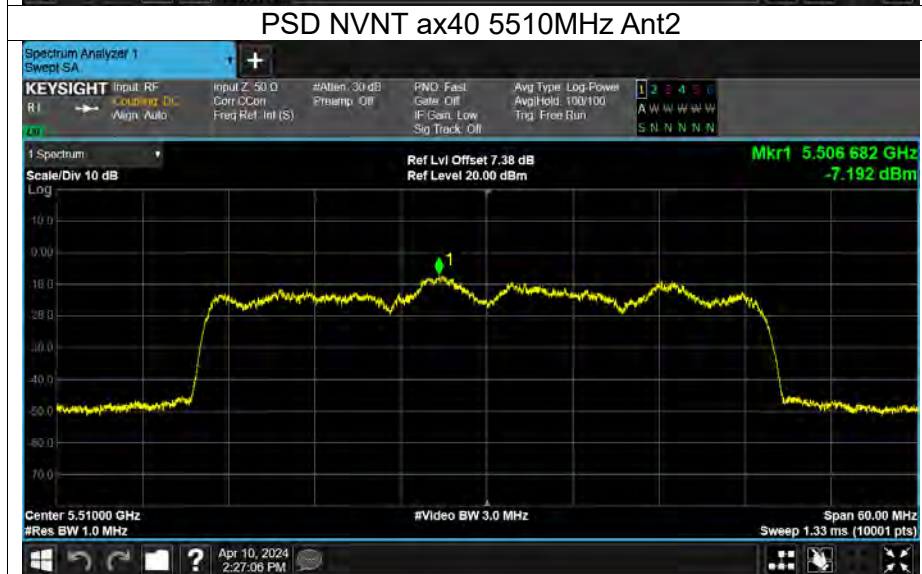 PSD NVNT ax40 5510MHz Ant2
Spectrum Analyzer 1
Swept SA
+
KEYSIGHT Input: RF Input Z: 50 Ω #Atten: 30 dB PNO: Fast Avg Type: Log-Power 1 2 3 4 5 6
Coupling: DC Corr CCorr Preamp: Off Gate: Off Avg|Hold: 100/100 A W W W W W
Align: Auto Freq Ref: Int (S) IF Gain: Low Trig: Free Run
Sig Track: Off S N N N N N
1 Spectrum Ref Lvl Offset 7.38 dB Mkr1 5.506 682 GHz
Scale/Div 10 dB Ref Level 20.00 dBm -7.192 dBm
Log
10.0
0.00
1
-10.0
-20.0
-30.0
-40.0
-50.0
-60.0
-70.0
Center 5.51000 GHz #Video BW 3.0 MHz Span 60.00 MHz
#Res BW 1.0 MHz Sweep 1.33 ms (10001 pts)
? Apr 10, 2024
2:27:06 PM